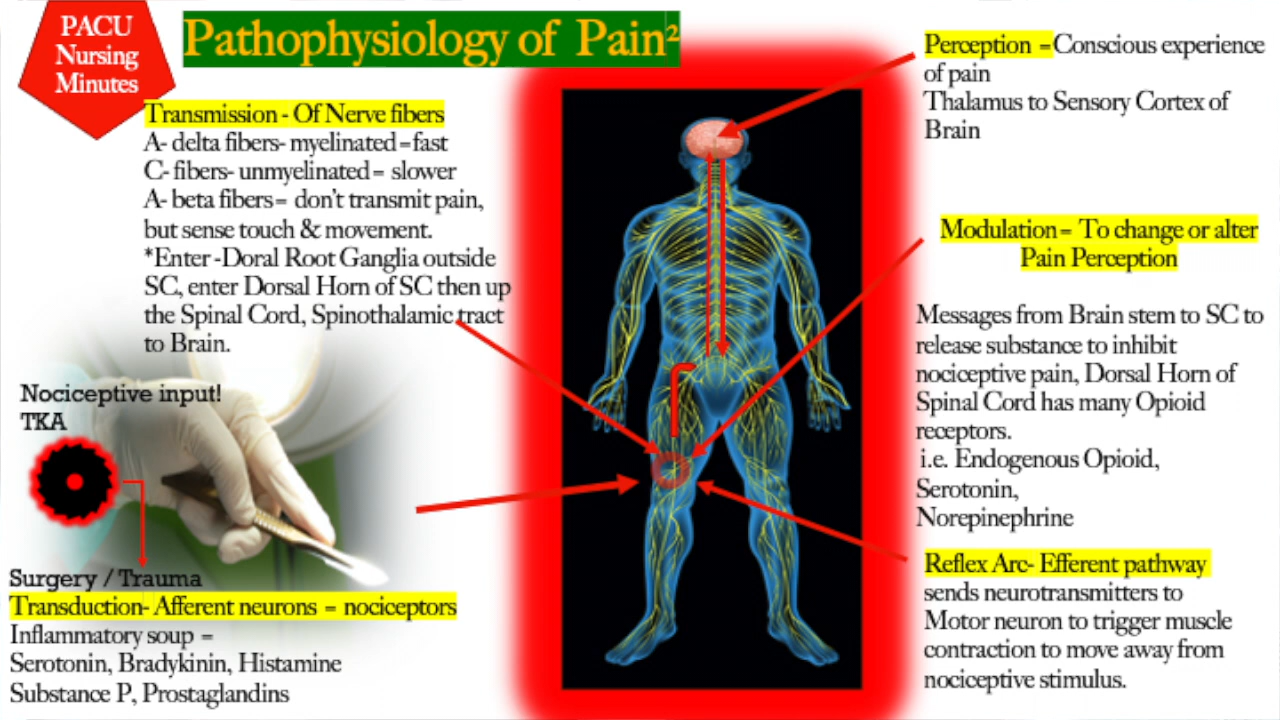 PACU
Nursing
Minutes
Pathophysiology of Pain²
Transmission - Of Nerve fibers
A- delta fibers- myelinated = fast
C- fibers- unmyelinated = slower
A- beta fibers = don't transmit pain,
but sense touch & movement.
*Enter -Doral Root Ganglia outside
SC, enter Dorsal Horn of SC then up
the Spinal Cord, Spinothalamic tract
to Brain.
Nociceptive input!
TKA
Surgery / Trauma
Transduction- Afferent neurons = nociceptors
Inflammatory soup =
Serotonin, Bradykinin, Histamine
Substance P, Prostaglandins
Perception =Conscious experience
of pain
Thalamus to Sensory Cortex of
Brain
Modulation = To change or alter
Pain Perception
Messages from Brain stem to SC to
release substance to inhibit
nociceptive pain, Dorsal Horn of
Spinal Cord has many Opioid
receptors.
i.e. Endogenous Opioid,
Serotonin,
Norepinephrine
Reflex Arc- Efferent pathway
sends neurotransmitters to
Motor neuron to trigger muscle
contraction to move away from
nociceptive stimulus.